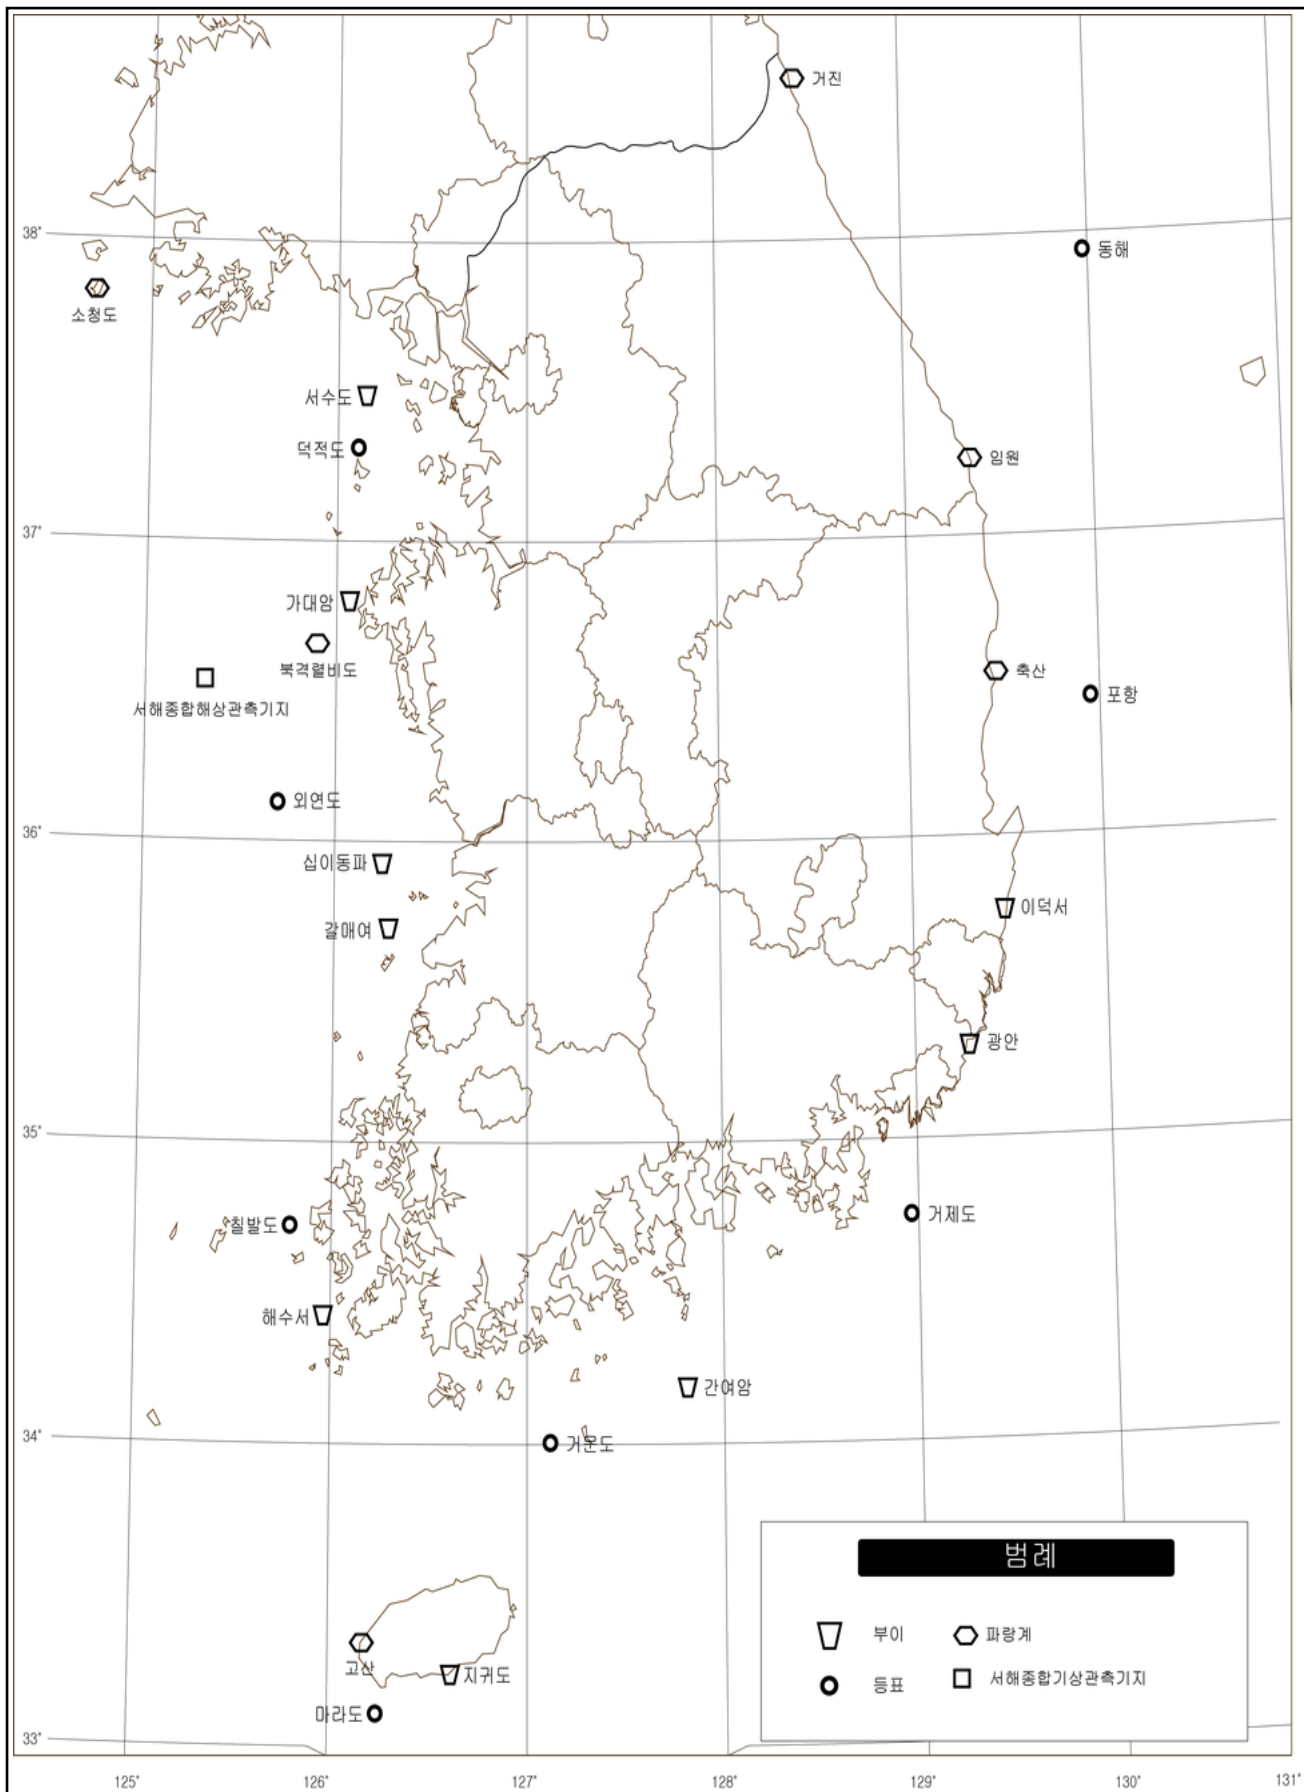 거진
38°
동해
소청도
서수도
덕적도
임원
37°
가대암
북격렬비도
축산
포항
서해종합해상관측기지
외연도
36°
십이동파
이덕서
갈매여
광안
35°
거제도
칠발도
해수서
간여암
34°
거문도
범례
부이
파랑계
고산
지귀도
등표
서해종합기상관측기지
마라도
33°
125°
126°
127°
128°
129°
130°
131°